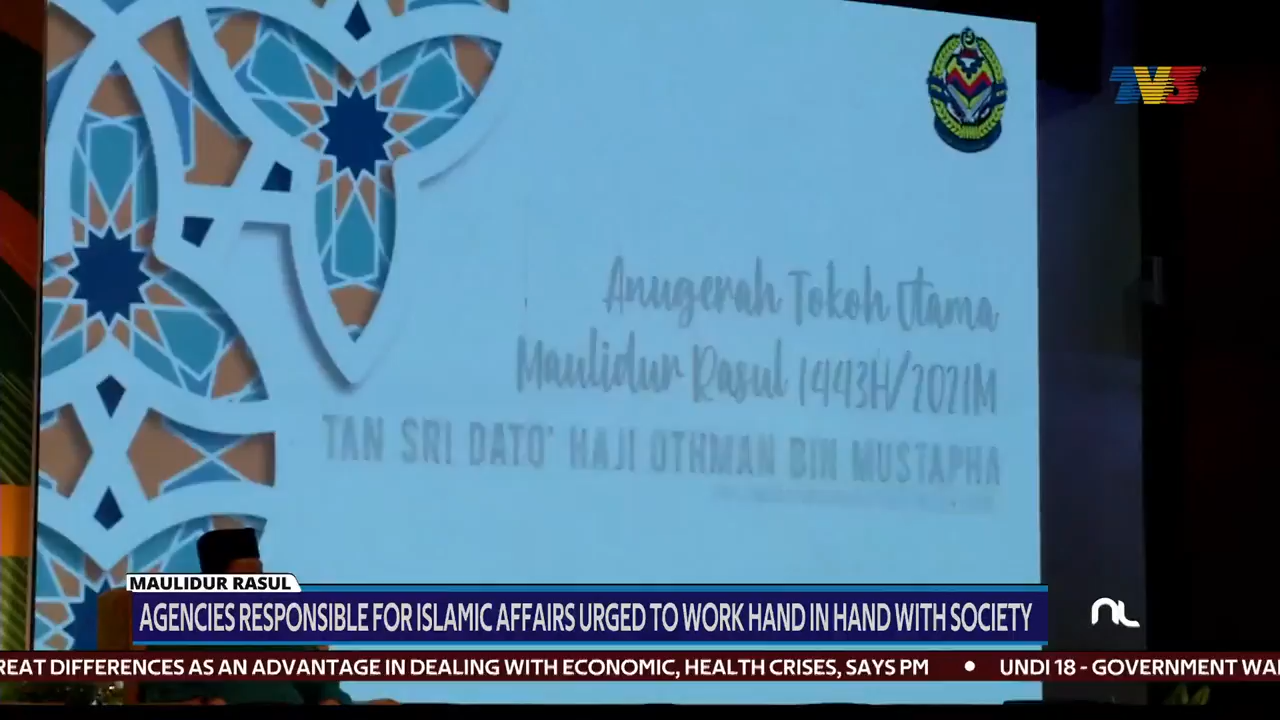 TV3
Anugerah Tokoh Utama
Maulidur Rasul 1443H/2021M
TAN SRI DATO' HAJI OTHMAN BIN MUSTAPHA
MAULIDUR RASUL
AGENCIES RESPONSIBLE FOR ISLAMIC AFFAIRS URGED TO WORK HAND IN HAND WITH SOCIETY
REAT DIFFERENCES AS AN ADVANTAGE IN DEALING WITH ECONOMIC, HEALTH CRISES, SAYS PM • UNDI 18 - GOVERNMENT WA